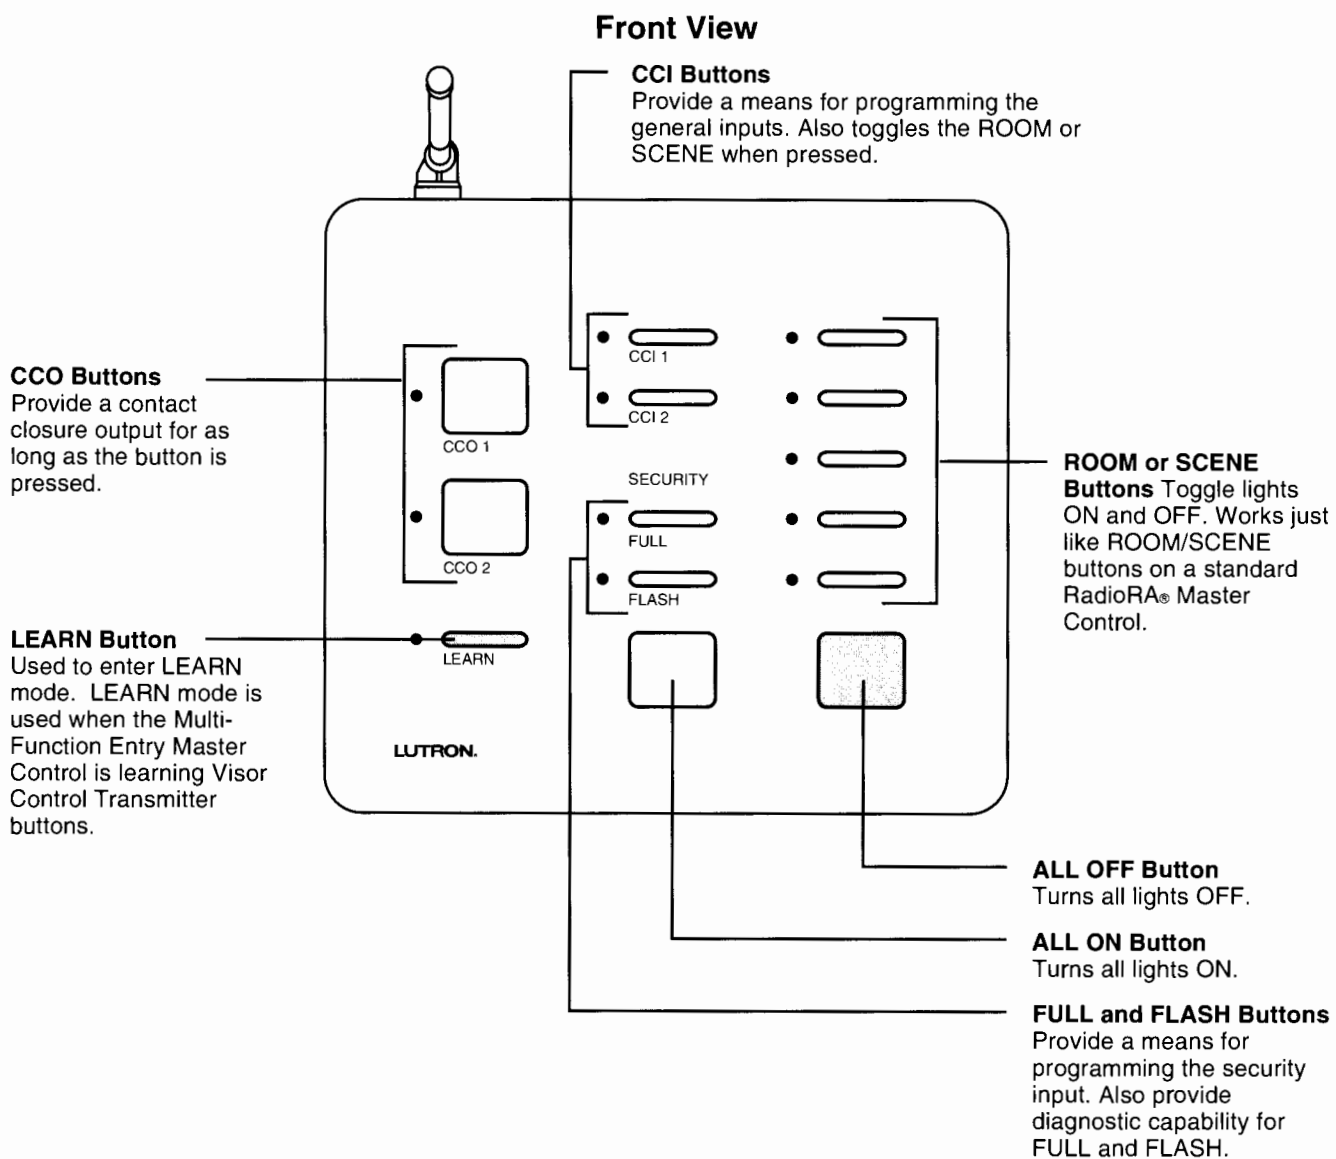 Front View
CCI Buttons
Provide a means for programming the
general inputs. Also toggles the ROOM or
SCENE when pressed.
CCO Buttons
Provide a contact
closure output for as
long as the button is
pressed.
LEARN Button
Used to enter LEARN
mode. LEARN mode is
used when the Multi-
Function Entry Master
Control is learning Visor
Control Transmitter
buttons.
CCO 1
CCO 2
LEARN
LUTRON.
CCI 1
CCI 2
SECURITY
FULL
FLASH
ROOM or SCENE
Buttons Toggle lights
ON and OFF. Works just
like ROOM/SCENE
buttons on a standard
RadioRA® Master
Control.
ALL OFF Button
Turns all lights OFF.
ALL ON Button
Turns all lights ON.
FULL and FLASH Buttons
Provide a means for
programming the security
input. Also provide
diagnostic capability for
FULL and FLASH.